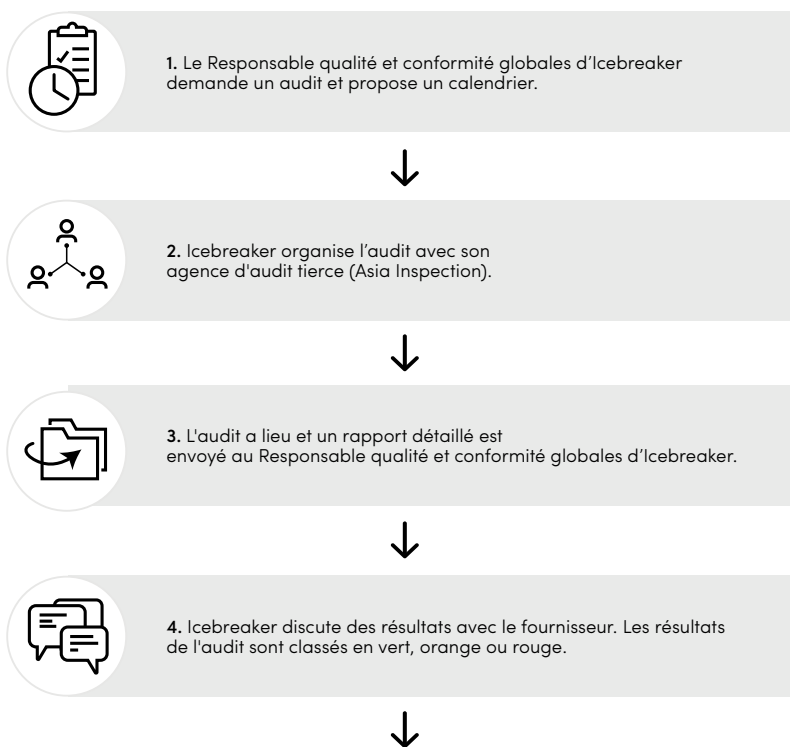 1. Le Responsable qualité et conformité globales d’Icebreaker
demande un audit et propose un calendrier.
2. Icebreaker organise l’audit avec son
agence d'audit tierce (Asia Inspection).
3. L'audit a lieu et un rapport détaillé est
envoyé au Responsable qualité et conformité globales d’Icebreaker.
4. Icebreaker discute des résultats avec le fournisseur. Les résultats
de l'audit sont classés en vert, orange ou rouge.